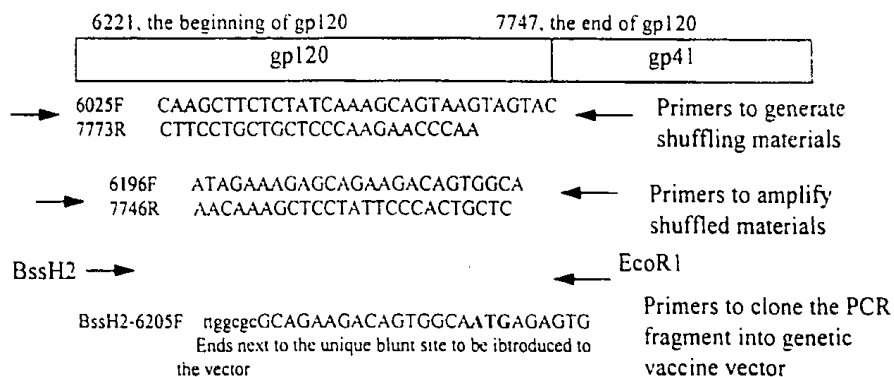 6221, the beginning of gp120 7747, the end of gp120
gp120 gp41
6025F CAAGCTTCTCTATCAAAGCAGTAAGTAGTAC
7773R CTTCCTGCTGCTCCCAAGAACCCAA
Primers to generate
shuffling materials
6196F ATAGAAAGAGCAGAAGACAGTGGCA
7746R AACAAAGCTCCTATTCCCACTGCTC
Primers to amplify
shuffled materials
BssH2 EcoR1
BssH2-6205F nggcgcGCAGAAGACAGTGGCAATGAGAGTG
Ends next to the unique blunt site to be ibtroduced to
the vector
Primers to clone the PCR
fragment into genetic
vaccine vector